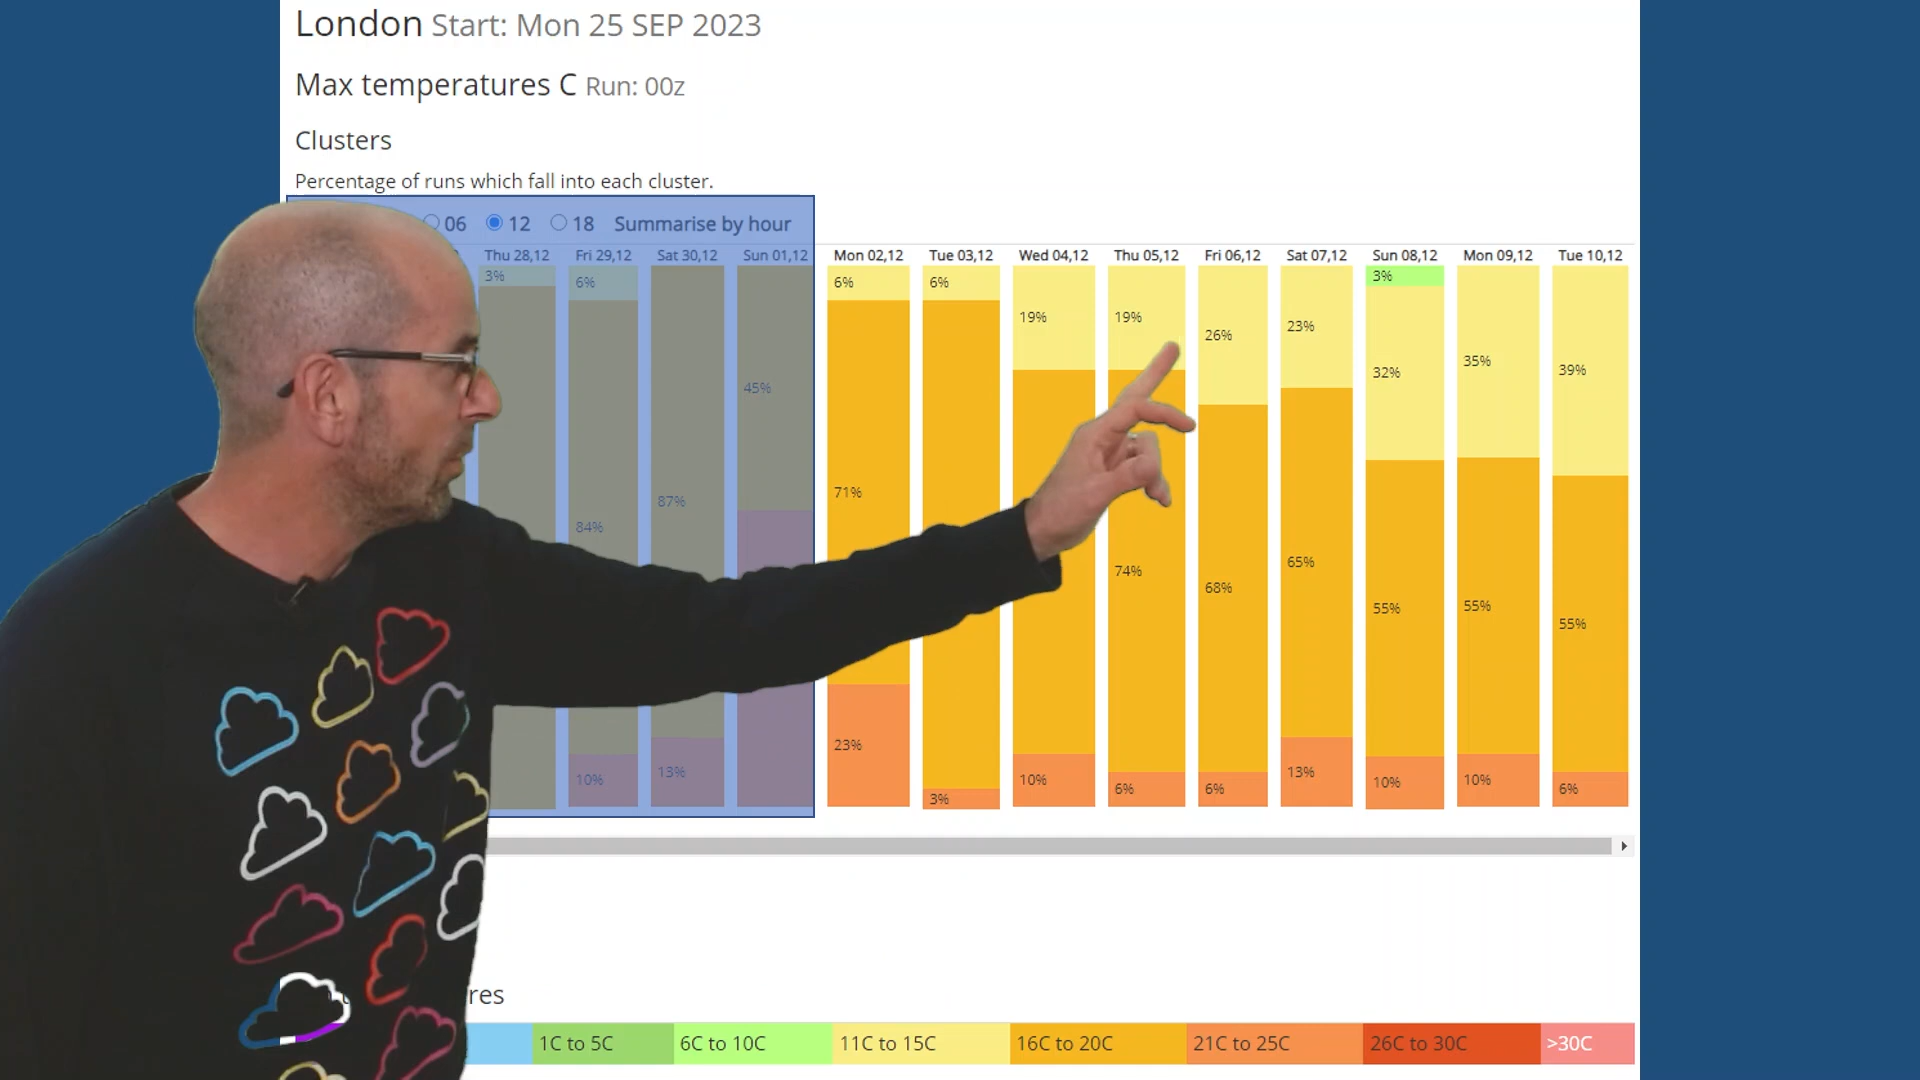 London Start: Mon 25 SEP 2023
Max temperatures C Run: 00z
Clusters
Percentage of runs which fall into each cluster.
06 12 18 Summarise by hour
Thu 28,12 Fri 29,12 Sat 30,12 Sun 01,12 Mon 02,12 Tue 03,12 Wed 04,12 Thu 05,12 Fri 06,12 Sat 07,12 Sun 08,12 Mon 09,12 Tue 10,12
3% 6% 6% 6% 3%
19% 19% 26% 23%
45% 32% 35% 39%
87% 71%
84% 74% 68% 65% 55% 55% 55%
23%
10% 13% 3% 10% 6% 6% 13% 10% 10% 6%
res
1C to 5C 6C to 10C 11C to 15C 16C to 20C 21C to 25C 26C to 30C >30C